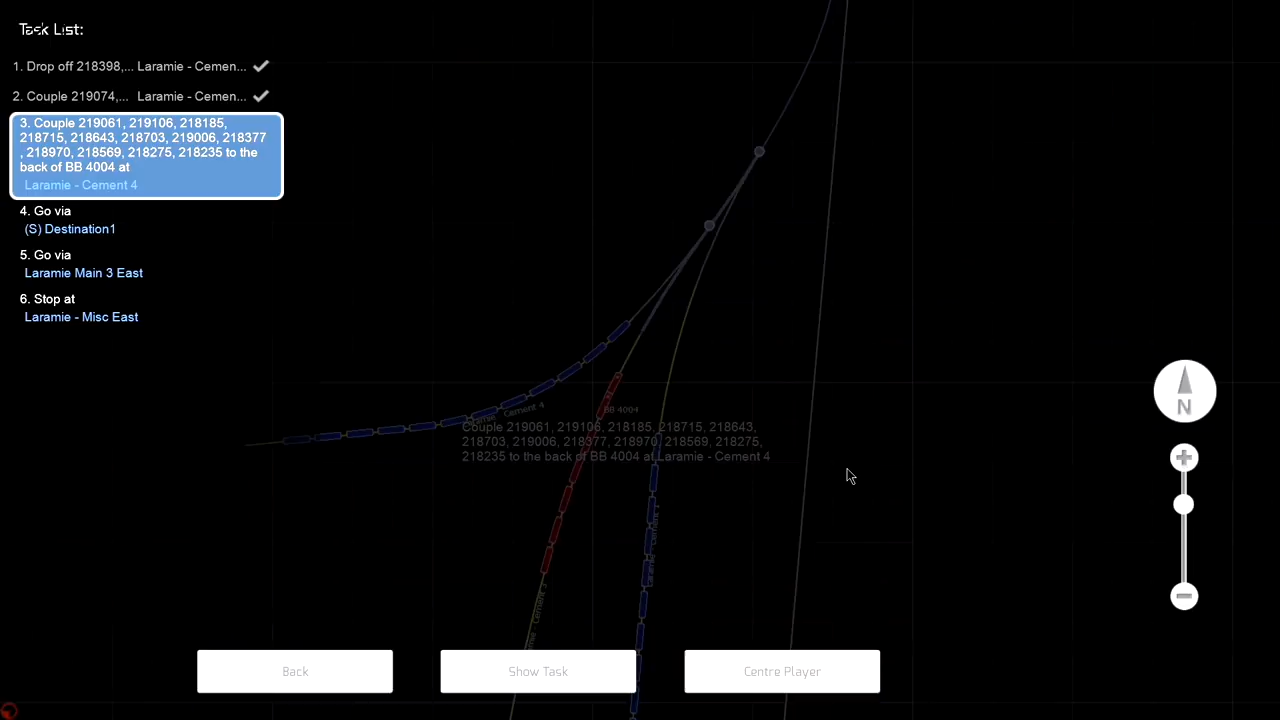 Task List:
1. Drop off 218398,... Laramie - Cemen...
2. Couple 219074,... Laramie - Cemen...
3. Couple 219061, 219106, 218185,
218715, 218643, 218703, 219006, 218377
, 218970, 218569, 218275, 218235 to the
back of BB 4004 at
Laramie - Cement 4
4. Go via
(S) Destination1
5. Go via
Laramie Main 3 East
6. Stop at
Laramie - Misc East
Cement 4
BB 4004
Couple 219061, 219106, 218185, 218715, 218643,
218703, 219006, 218377, 218970, 218569, 218275,
218235 to the back of BB 4004 at Laramie - Cement 4
N
Back
Show Task
Centre Player